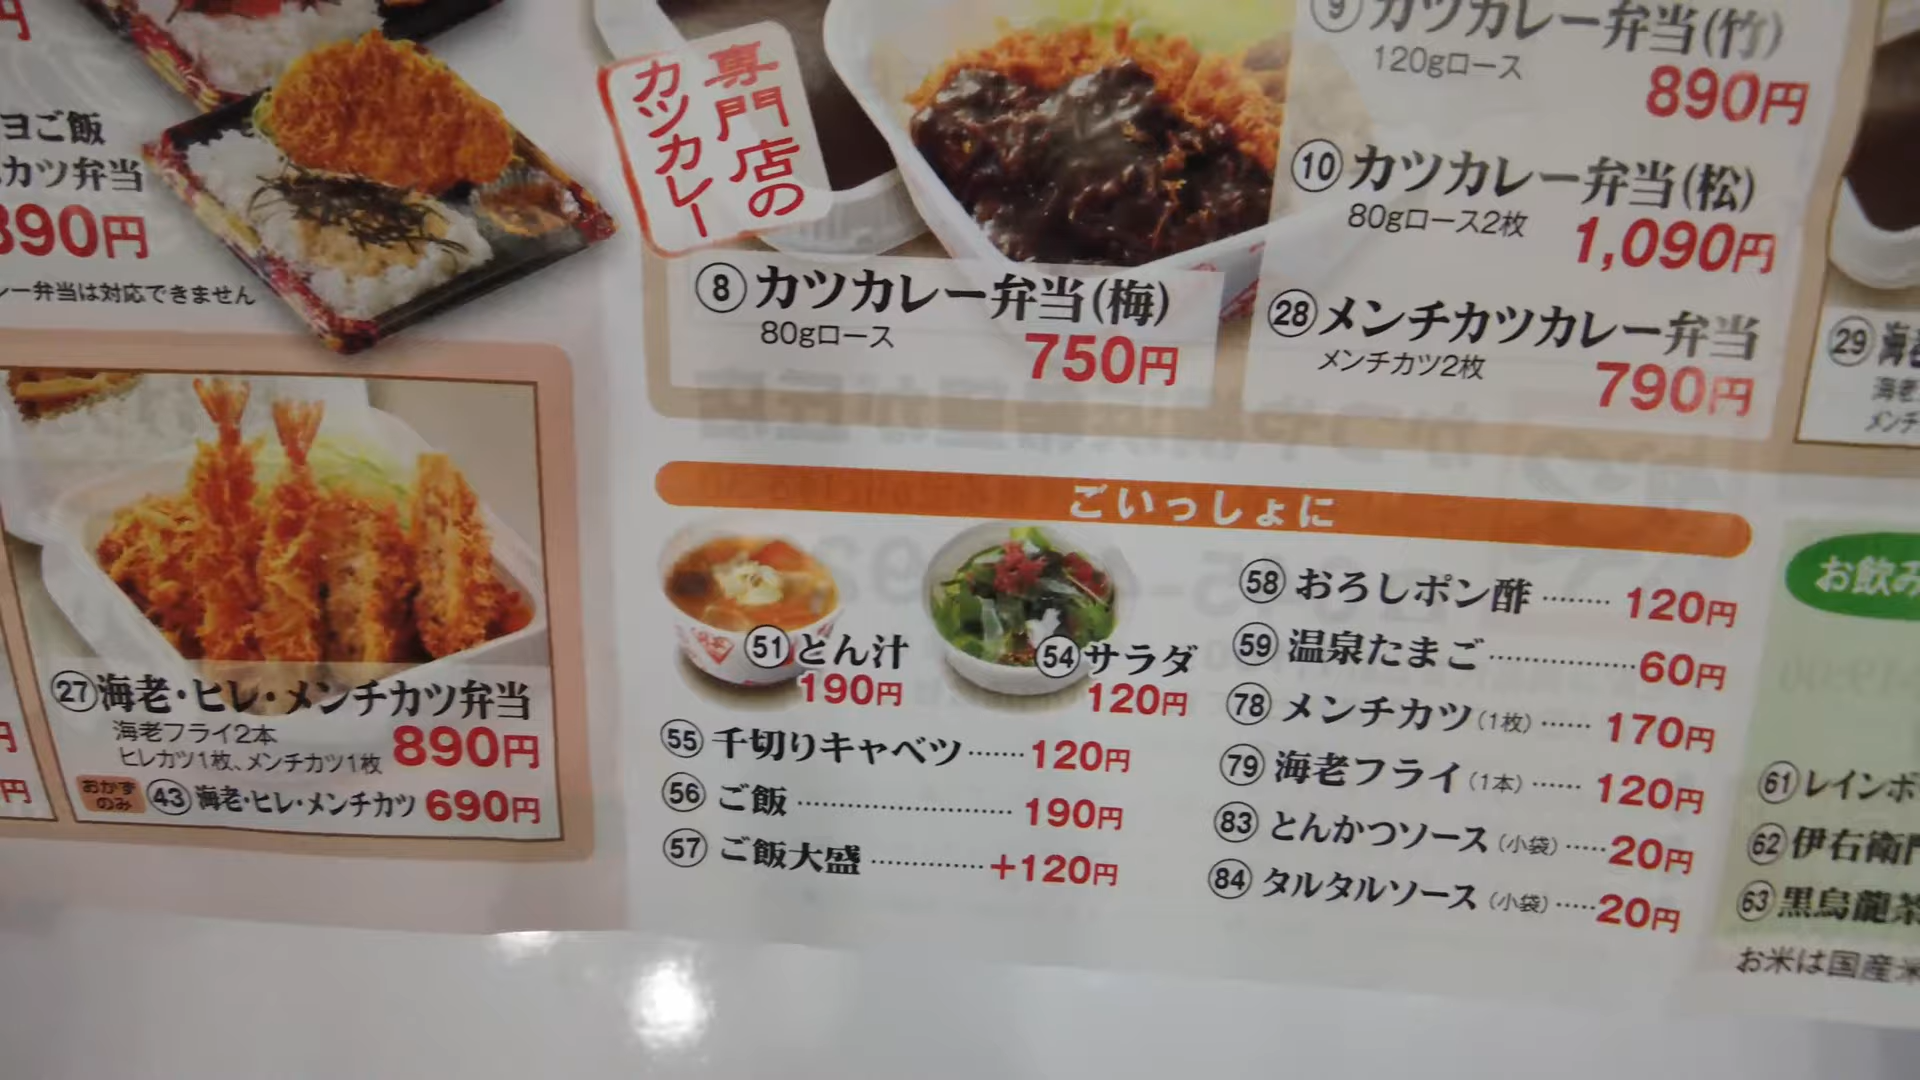 ヨご飯
カツ弁当
890円
レー弁当は対応できません
専門店の
カツカレー
⑧カツカレー弁当(梅)
80gロース
750円
⑨カツカレー弁当(竹)
120gロース
890円
⑩カツカレー弁当(松)
80gロース2枚
1,090円
㉘メンチカツカレー弁当
メンチカツ2枚
790円
㉙海老
海老
メンチ
㉗海老・ヒレ・メンチカツ弁当
海老フライ2本
ヒレカツ1枚、メンチカツ1枚
890円
おかずのみ
㊸海老・ヒレ・メンチカツ 690円
ごいっしょに
51とん汁
190円
54サラダ
120円
55千切りキャベツ……120円
56ご飯……190円
57ご飯大盛……+120円
58おろしポン酢……120円
59温泉たまご……60円
78メンチカツ(1枚)……170円
79海老フライ(1本)……120円
83とんかつソース(小袋)……20円
84タルタルソース(小袋)……20円
お飲み
61レインボ
62伊右衛門
63黒烏龍茶
お米は国産米